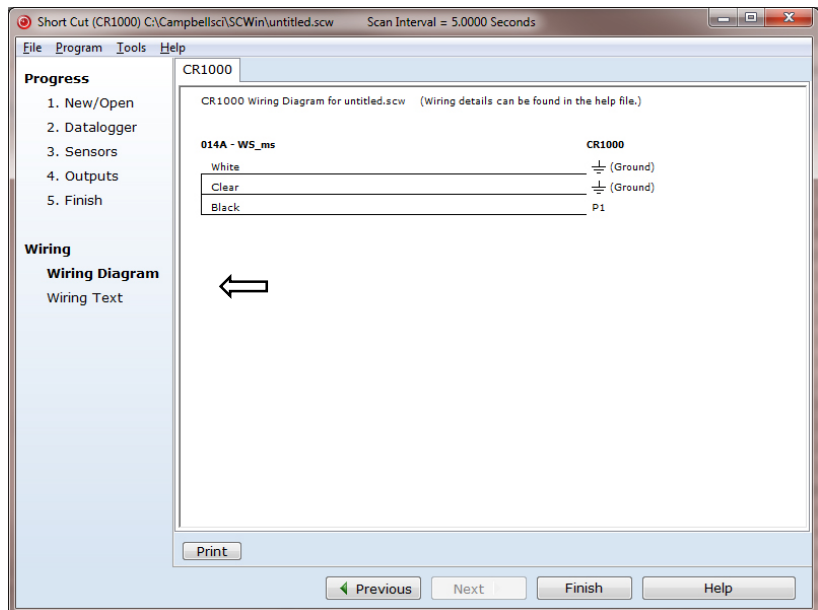 Short Cut (CR1000) C:\Campbellsci\SCWin\untitled.scw Scan Interval = 5.0000 Seconds
File Program Tools Help
Progress
1. New/Open
2. Datalogger
3. Sensors
4. Outputs
5. Finish
Wiring
Wiring Diagram
Wiring Text
CR1000
CR1000 Wiring Diagram for untitled.scw (Wiring details can be found in the help file.)
014A - WS_ms CR1000
White (Ground)
Clear (Ground)
Black P1
Print
Previous Next Finish Help